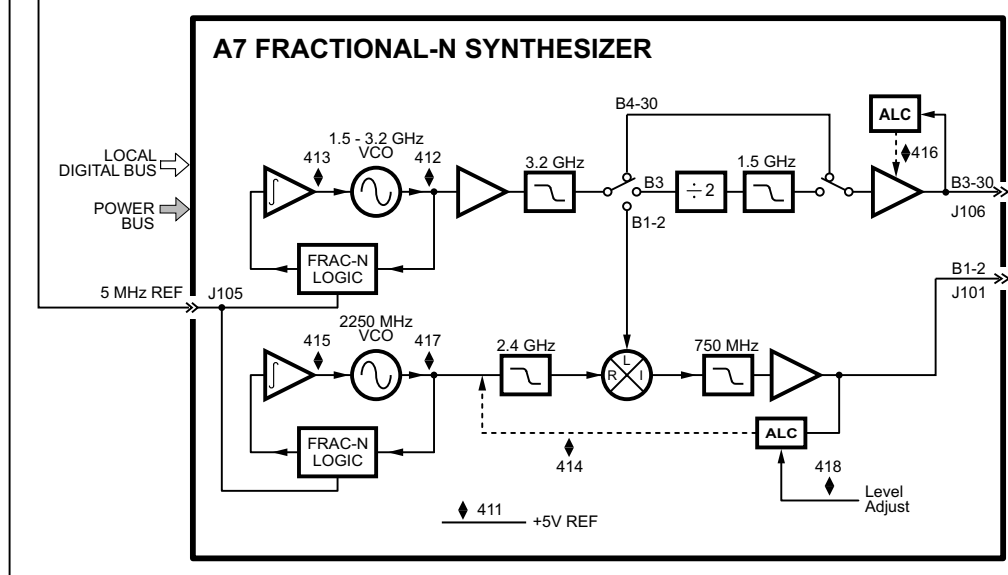 A7 FRACTIONAL-N SYNTHESIZER
B4-30
ALC
LOCAL
DIGITAL BUS
1.5 - 3.2 GHz
VCO
413
412
3.2 GHz
1.5 GHz
416
∫
B3
÷ 2
B3-30
POWER
BUS
B1-2
J106
FRAC-N
LOGIC
B1-2
5 MHz REF
J105
J101
2250 MHz
VCO
415
417
2.4 GHz
750 MHz
∫
L
R
I
FRAC-N
LOGIC
ALC
414
418
Level
Adjust
411
+5V REF